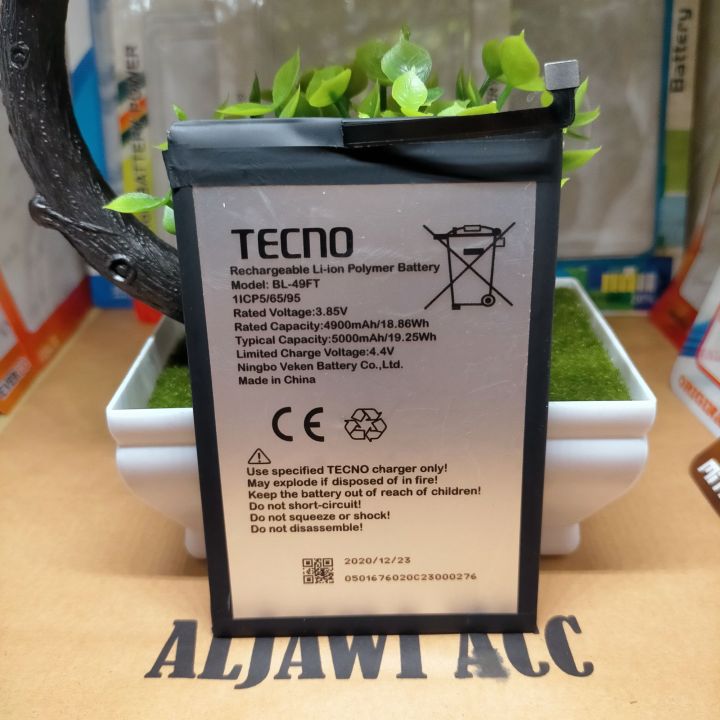 TECNO
Rechargeable Li-ion Polymer Battery
Model: BL-49FT
1ICP5/65/95
Rated Voltage:3.85V
Rated Capacity:4900mAh/18.86Wh
Typical Capacity:5000mAh/19.25Wh
Limited Charge Voltage:4.4V
Ningbo Veken Battery Co.,Ltd.
Made in China
CE
Use specified TECNO charger only!
May explode if disposed of in fire!
Keep the battery out of reach of children!
Do not short-circuit!
Do not squeeze or shock!
Do not disassemble!
2020/12/23
0501676020C23000276
ALJAWI ACC
Battery